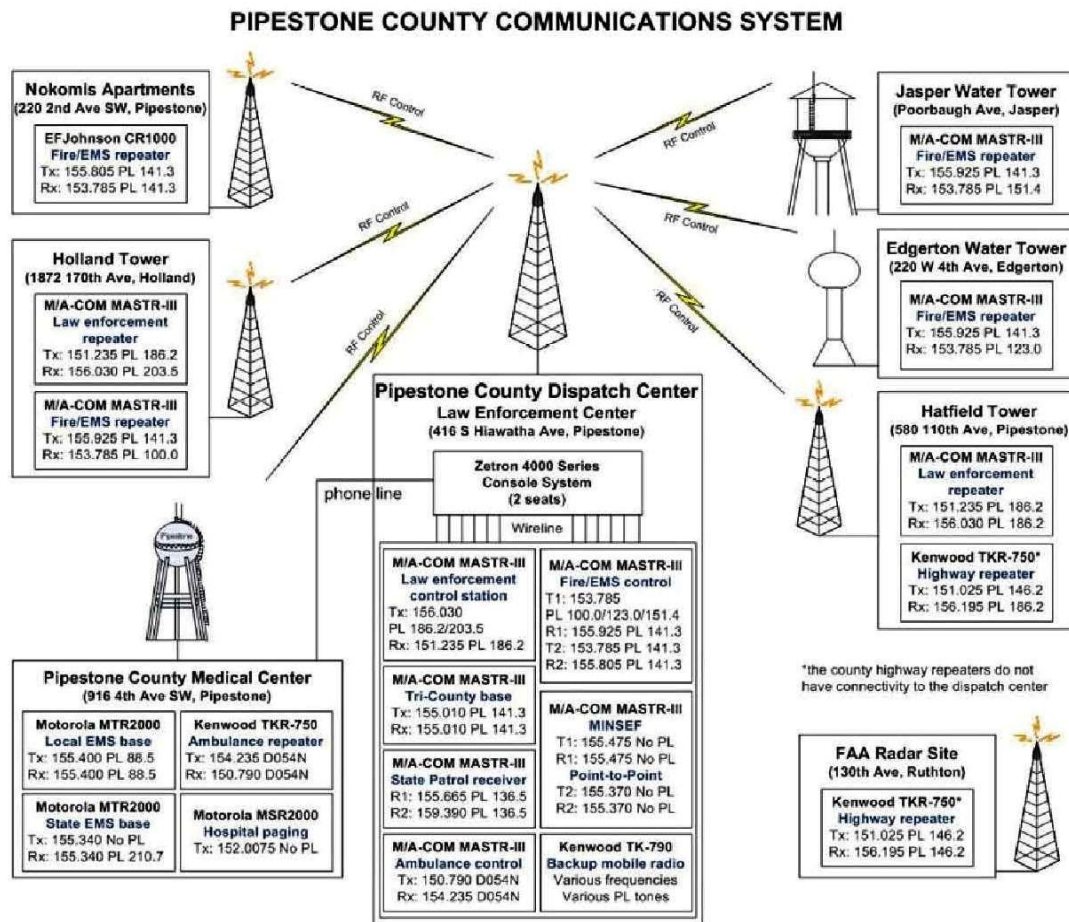 PIPESTONE COUNTY COMMUNICATIONS SYSTEM
Nokomis Apartments
(220 2nd Ave SW, Pipestone)
EFJohnson CR1000
Fire/EMS repeater
Tx: 155.805 PL 141.3
Rx: 153.785 PL 141.3
Holland Tower
(1872 170th Ave, Holland)
M/A-COM MASTR-III
Law enforcement
repeater
Tx: 151.235 PL 186.2
Rx: 156.030 PL 203.5
M/A-COM MASTR-III
Fire/EMS repeater
Tx: 155.925 PL 141.3
Rx: 153.785 PL 100.0
RF Control
RF Control
RF Control
RF Control
RF Control
RF Control
Jasper Water Tower
(Poorbaugh Ave, Jasper)
M/A-COM MASTR-III
Fire/EMS repeater
Tx: 155.925 PL 141.3
Rx: 153.785 PL 151.4
Edgerton Water Tower
(220 W 4th Ave, Edgerton)
M/A-COM MASTR-III
Fire/EMS repeater
Tx: 155.925 PL 141.3
Rx: 153.785 PL 123.0
Hatfield Tower
(580 110th Ave, Pipestone)
M/A-COM MASTR-III
Law enforcement
repeater
Tx: 151.235 PL 186.2
Rx: 156.030 PL 186.2
Kenwood TKR-750*
Highway repeater
Tx: 151.025 PL 146.2
Rx: 156.195 PL 186.2
Pipestone County Dispatch Center
Law Enforcement Center
(416 S Hiawatha Ave, Pipestone)
Zetron 4000 Series
Console System
(2 seats)
phone line
Wireline
M/A-COM MASTR-III
Law enforcement
control station
Tx: 156.030
PL 186.2/203.5
Rx: 151.235 PL 186.2
M/A-COM MASTR-III
Tri-County base
Tx: 155.010 PL 141.3
Rx: 155.010 PL 141.3
M/A-COM MASTR-III
State Patrol receiver
R1: 155.665 PL 136.5
R2: 159.390 PL 136.5
M/A-COM MASTR-III
Ambulance control
Tx: 150.790 D054N
Rx: 154.235 D054N
M/A-COM MASTR-III
Fire/EMS control
T1: 153.785
PL 100.0/123.0/151.4
R1: 155.925 PL 141.3
T2: 153.785 PL 141.3
R2: 155.805 PL 141.3
M/A-COM MASTR-III
MINSEF
T1: 155.475 No PL
R1: 155.475 No PL
Point-to-Point
T2: 155.370 No PL
R2: 155.370 No PL
Kenwood TK-790
Backup mobile radio
Various frequencies
Various PL tones
Pipestone
Pipestone County Medical Center
(916 4th Ave SW, Pipestone)
Motorola MTR2000
Local EMS base
Tx: 155.400 PL 88.5
Rx: 155.400 PL 88.5
Kenwood TKR-750
Ambulance repeater
Tx: 154.235 D054N
Rx: 150.790 D054N
Motorola MTR2000
State EMS base
Tx: 155.340 No PL
Rx: 155.340 PL 210.7
Motorola MSR2000
Hospital paging
Tx: 152.0075 No PL
*the county highway repeaters do not
have connectivity to the dispatch center
FAA Radar Site
(130th Ave, Ruthton)
Kenwood TKR-750*
Highway repeater
Tx: 151.025 PL 146.2
Rx: 156.195 PL 146.2